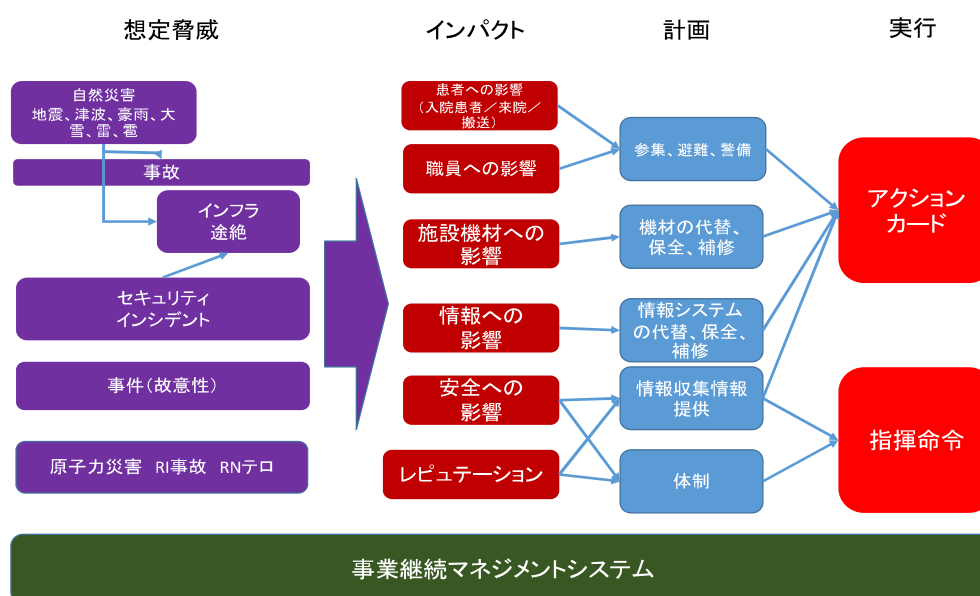 想定脅威
インパクト
計画
実行
自然災害
地震、津波、豪雨、大
雪、雷、雹
事故
インフラ
途絶
セキュリティ
インシデント
事件（故意性）
原子力災害 RI事故 RNテロ
患者への影響
（入院患者／来院／
搬送）
職員への影響
施設機材への
影響
情報への
影響
安全への
影響
レピュテーション
参集、避難、警備
機材の代替、
保全、補修
情報システム
の代替、保全、
補修
情報収集情報
提供
体制
アクション
カード
指揮命令
事業継続マネジメントシステム